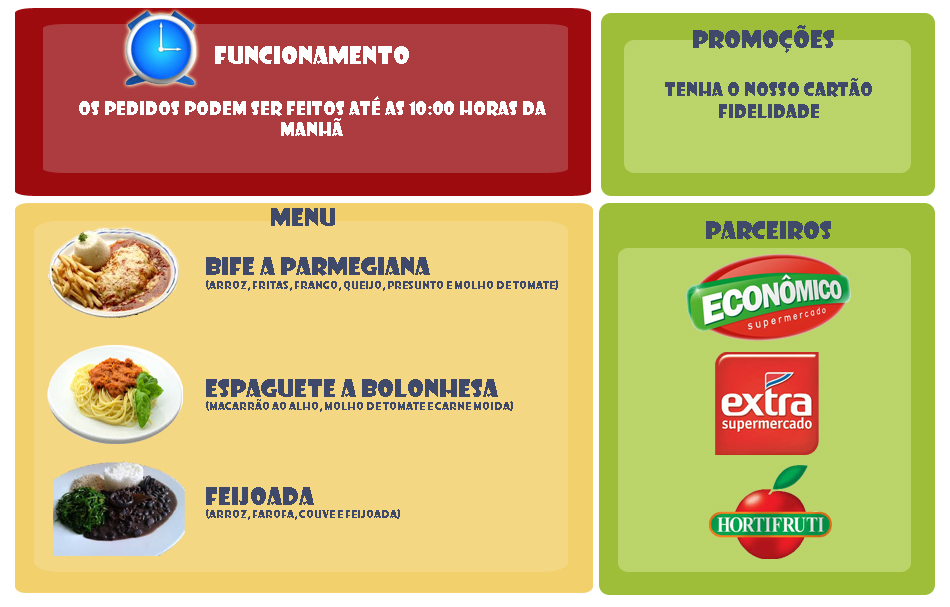 FUNCIONAMENTO
OS PEDIDOS PODEM SER FEITOS ATÉ AS 10:00 HORAS DA
MANHÃ
PROMOÇÕES
TENHA O NOSSO CARTÃO
FIDELIDADE
MENU
BIFE A PARMEGIANA
(ARROZ, FRITAS, FRANGO, QUEIJO, PRESUNTO E MOLHO DE TOMATE)
ESPAGUETE A BOLONHESA
(MACARRÃO AO ALHO, MOLHO DE TOMATE E CARNE MOIDA)
FEIJOADA
(ARROZ, FAROFA, COUVE E FEIJOADA)
PARCEIROS
ECONÔMICO
supermercado
extra
supermercado
HORTIFRUTI